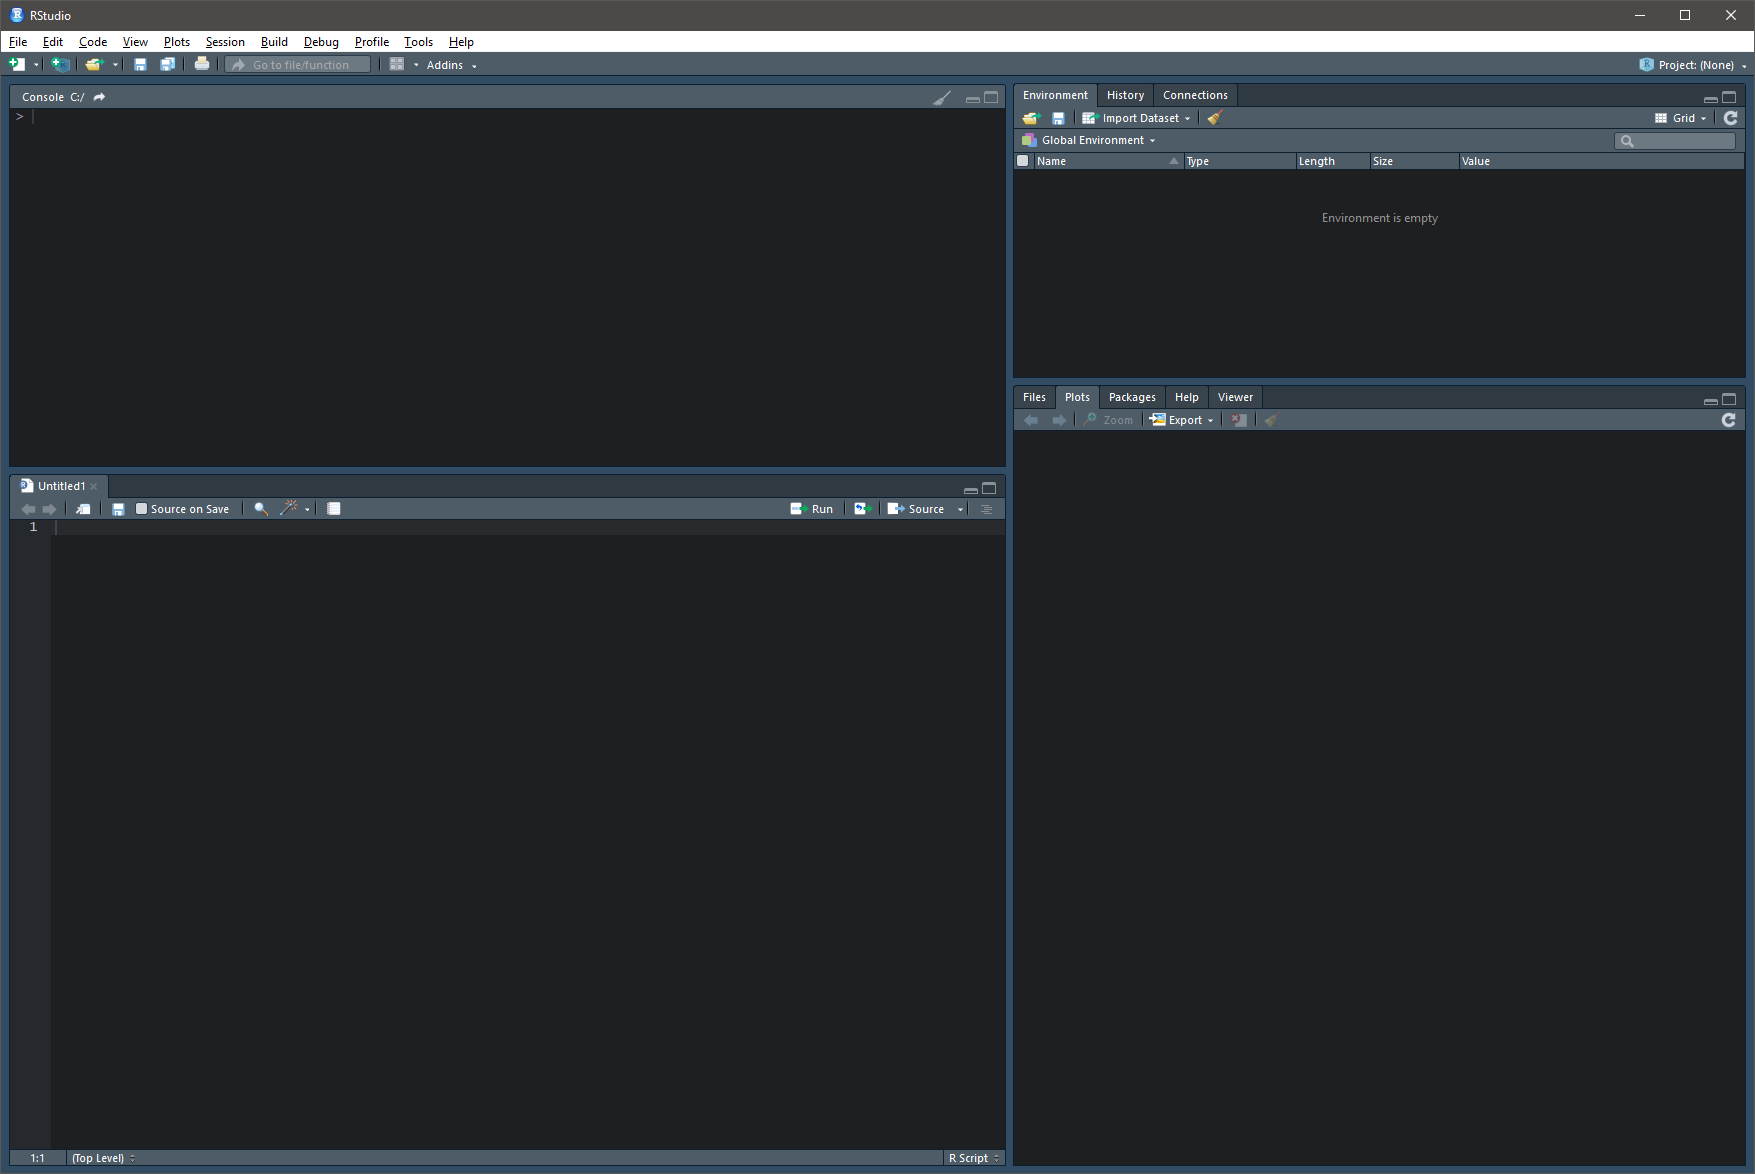 RStudio
File Edit Code View Plots Session Build Debug Profile Tools Help
Go to file/function Addins Project: (None)
Console C:/
>
Environment History Connections
Import Dataset Grid
Global Environment
Name Type Length Size Value
Environment is empty
Files Plots Packages Help Viewer
Zoom Export
Untitled1
Source on Save Run Source
1
1:1 (Top Level) R Script